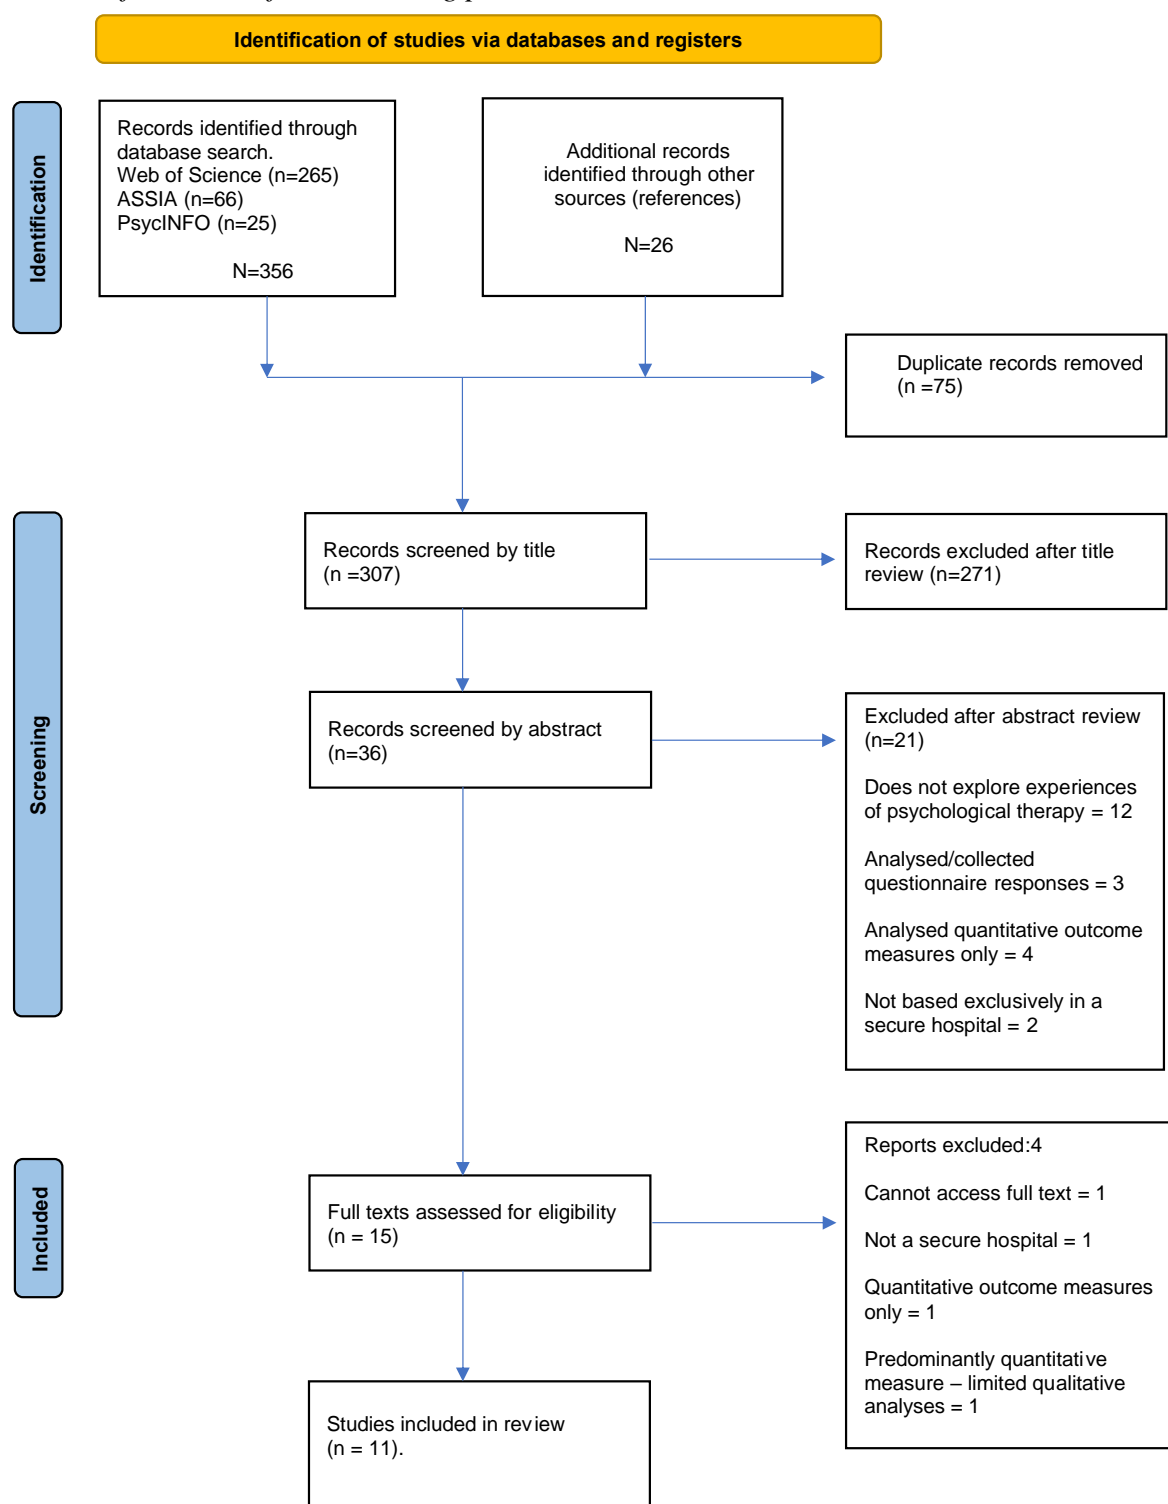 Identification of studies via databases and registers
Identification
Records identified through
database search.
Web of Science (n=265)
ASSIA (n=66)
PsycINFO (n=25)
N=356
Additional records
identified through other
sources (references)
N=26
Duplicate records removed
(n =75)
Screening
Records screened by title
(n =307)
Records excluded after title
review (n=271)
Records screened by abstract
(n=36)
Excluded after abstract review
(n=21)
Does not explore experiences
of psychological therapy = 12
Analysed/collected
questionnaire responses = 3
Analysed quantitative outcome
measures only = 4
Not based exclusively in a
secure hospital = 2
Included
Full texts assessed for eligibility
(n = 15)
Reports excluded:4
Cannot access full text = 1
Not a secure hospital = 1
Quantitative outcome measures
only = 1
Predominantly quantitative
measure – limited qualitative
analyses = 1
Studies included in review
(n = 11).